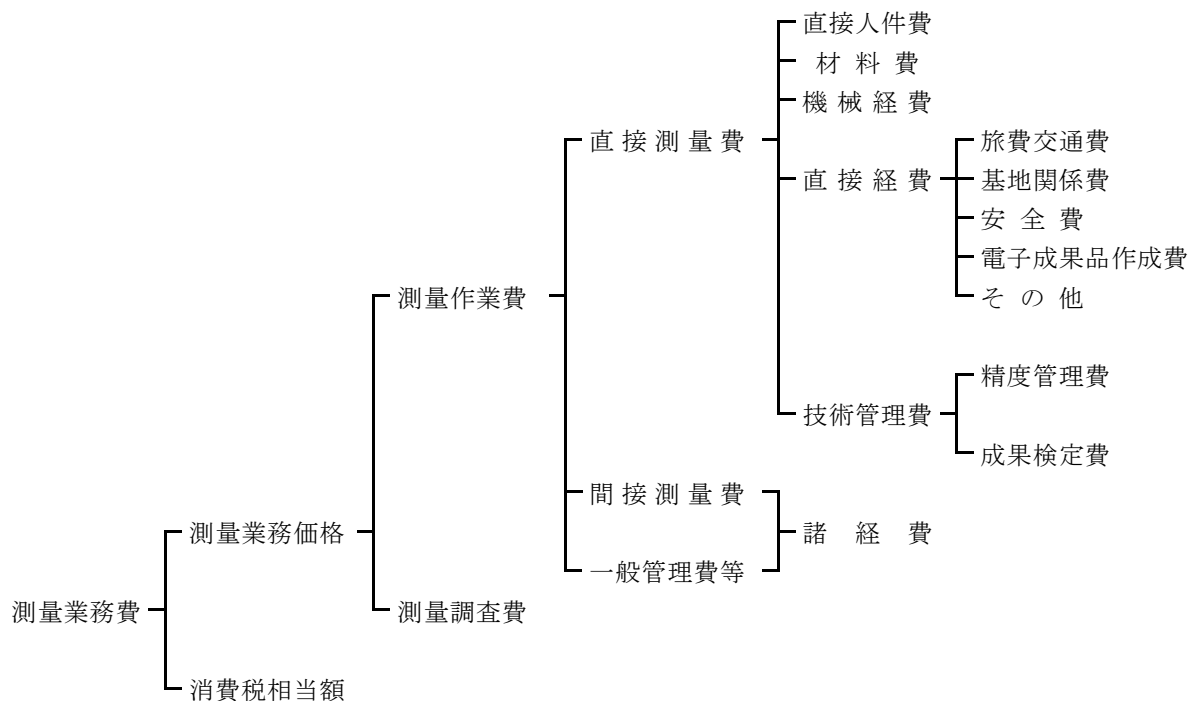 直接人件費
材料費
機械経費
直接測量費
直接経費
旅費交通費
基地関係費
安全費
電子成果品作成費
その他
測量作業費
精度管理費
技術管理費
成果検定費
間接測量費
測量業務価格
諸経費
一般管理費等
測量業務費
測量調査費
消費税相当額